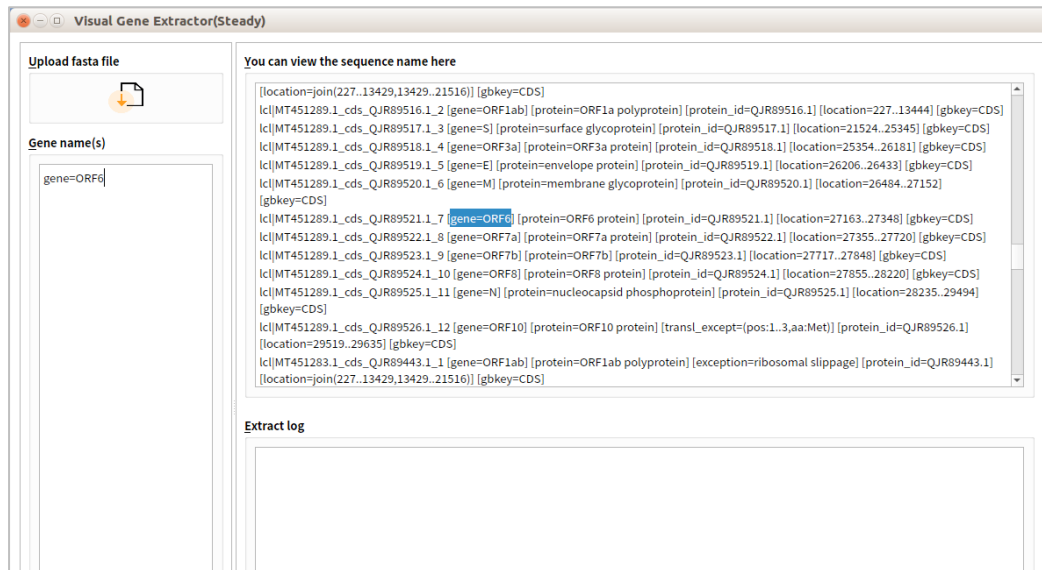 Visual Gene Extractor(Steady)
Upload fasta file
Gene name(s)
gene=ORF6
You can view the sequence name here
[location=join(227..13429,13429..21516)] [gbkey=CDS]
lcl|MT451289.1_cds_QJR89516.1_2 [gene=ORF1ab] [protein=ORF1a polyprotein] [protein_id=QJR89516.1] [location=227..13444] [gbkey=CDS]
lcl|MT451289.1_cds_QJR89517.1_3 [gene=S] [protein=surface glycoprotein] [protein_id=QJR89517.1] [location=21524..25345] [gbkey=CDS]
lcl|MT451289.1_cds_QJR89518.1_4 [gene=ORF3a] [protein=ORF3a protein] [protein_id=QJR89518.1] [location=25354..26181] [gbkey=CDS]
lcl|MT451289.1_cds_QJR89519.1_5 [gene=E] [protein=envelope protein] [protein_id=QJR89519.1] [location=26206..26433] [gbkey=CDS]
lcl|MT451289.1_cds_QJR89520.1_6 [gene=M] [protein=membrane glycoprotein] [protein_id=QJR89520.1] [location=26484..27152]
[gbkey=CDS]
lcl|MT451289.1_cds_QJR89521.1_7 [gene=ORF6] [protein=ORF6 protein] [protein_id=QJR89521.1] [location=27163..27348] [gbkey=CDS]
lcl|MT451289.1_cds_QJR89522.1_8 [gene=ORF7a] [protein=ORF7a protein] [protein_id=QJR89522.1] [location=27355..27720] [gbkey=CDS]
lcl|MT451289.1_cds_QJR89523.1_9 [gene=ORF7b] [protein=ORF7b] [protein_id=QJR89523.1] [location=27717..27848] [gbkey=CDS]
lcl|MT451289.1_cds_QJR89524.1_10 [gene=ORF8] [protein=ORF8 protein] [protein_id=QJR89524.1] [location=27855..28220] [gbkey=CDS]
lcl|MT451289.1_cds_QJR89525.1_11 [gene=N] [protein=nucleocapsid phosphoprotein] [protein_id=QJR89525.1] [location=28235..29494]
[gbkey=CDS]
lcl|MT451289.1_cds_QJR89526.1_12 [gene=ORF10] [protein=ORF10 protein] [transl_except=(pos:1..3,aa:Met)] [protein_id=QJR89526.1]
[location=29519..29635] [gbkey=CDS]
lcl|MT451283.1_cds_QJR89443.1_1 [gene=ORF1ab] [protein=ORF1ab polyprotein] [exception=ribosomal slippage] [protein_id=QJR89443.1]
[location=join(227..13429,13429..21516)] [gbkey=CDS]
Extract log